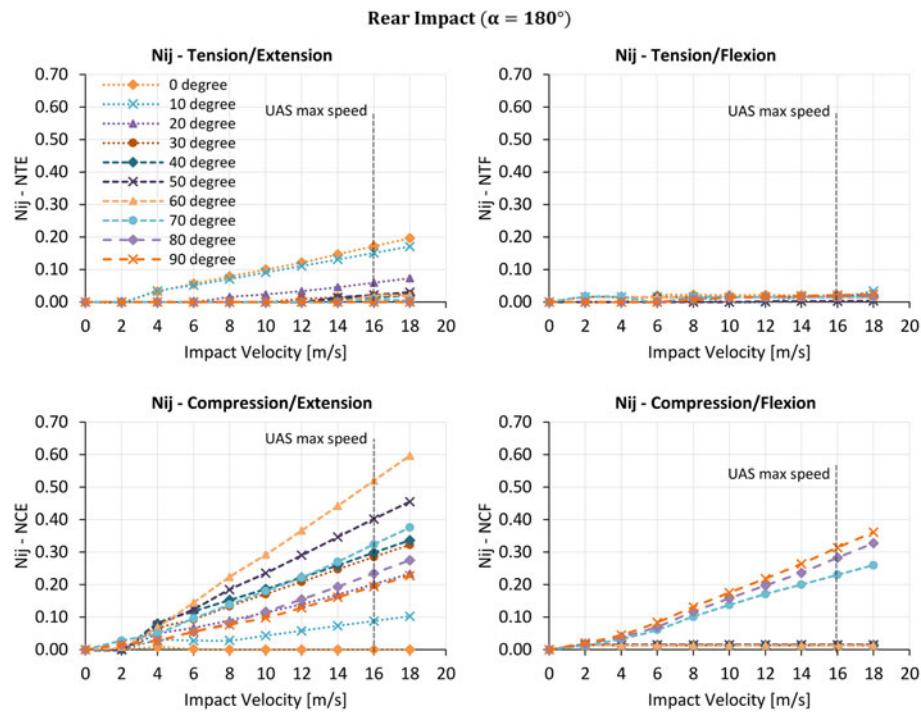 Rear Impact (α = 180°)
Nij - Tension/Extension
0.70
0.60
0.50
0.40
0.30
0.20
0.10
0.00
Nij - NTE
0 degree
10 degree
20 degree
30 degree
40 degree
50 degree
60 degree
70 degree
80 degree
90 degree
UAS max speed
0 2 4 6 8 10 12 14 16 18 20
Impact Velocity [m/s]
Nij - Tension/Flexion
0.70
0.60
0.50
0.40
0.30
0.20
0.10
0.00
Nij - NTF
UAS max speed
0 2 4 6 8 10 12 14 16 18 20
Impact Velocity [m/s]
Nij - Compression/Extension
0.70
0.60
0.50
0.40
0.30
0.20
0.10
0.00
Nij - NCE
UAS max speed
0 2 4 6 8 10 12 14 16 18 20
Impact Velocity [m/s]
Nij - Compression/Flexion
0.70
0.60
0.50
0.40
0.30
0.20
0.10
0.00
Nij - NCF
UAS max speed
0 2 4 6 8 10 12 14 16 18 20
Impact Velocity [m/s]